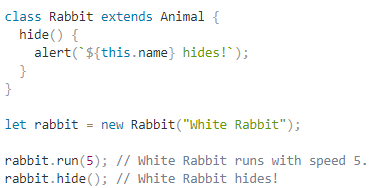 class Rabbit extends Animal {
  hide() {
    alert(`${this.name} hides!`);
  }
}

let rabbit = new Rabbit("White Rabbit");

rabbit.run(5); // White Rabbit runs with speed 5.
rabbit.hide(); // White Rabbit hides!